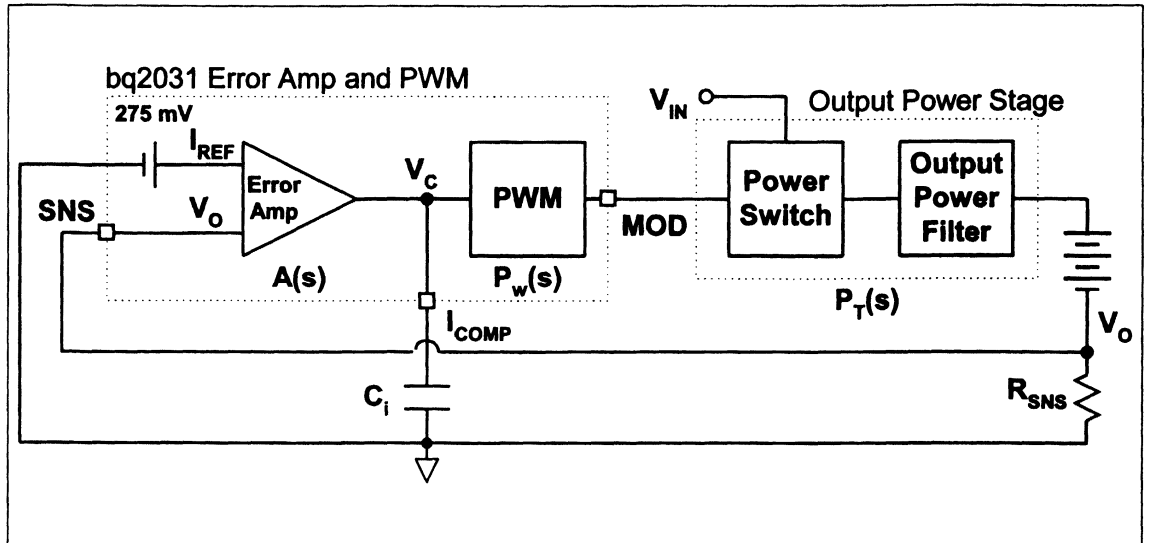 bq2031 Error Amp and PWM
275 mV
I_REF
V_IN
Output Power Stage
Error
Amp
V_C
PWM
Power
Switch
Output
Power
Filter
SNS
V_O
MOD
A(s)
P_w(s)
P_T(s)
I_COMP
V_O
C_i
R_SNS